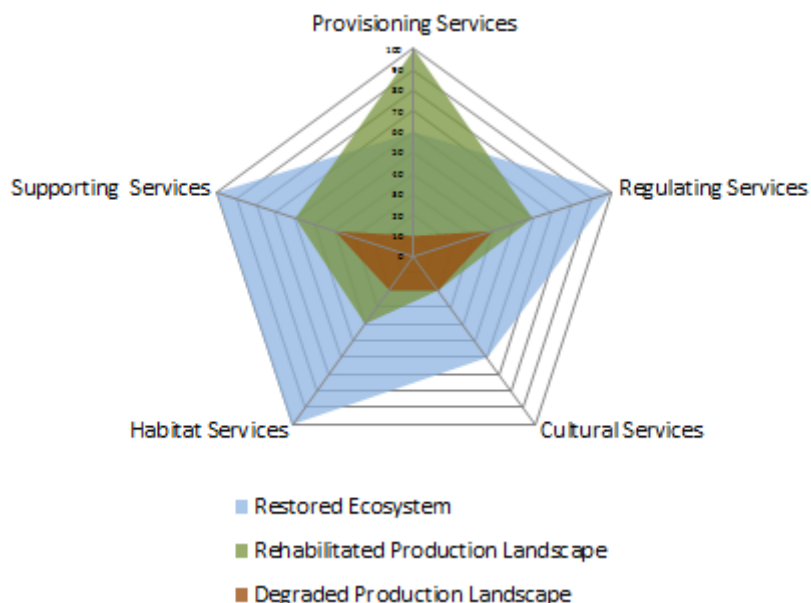 Provisioning Services
100
90
80
70
60
50
40
30
20
10
0
Supporting Services
Regulating Services
Habitat Services
Cultural Services
Restored Ecosystem
Rehabilitated Production Landscape
Degraded Production Landscape